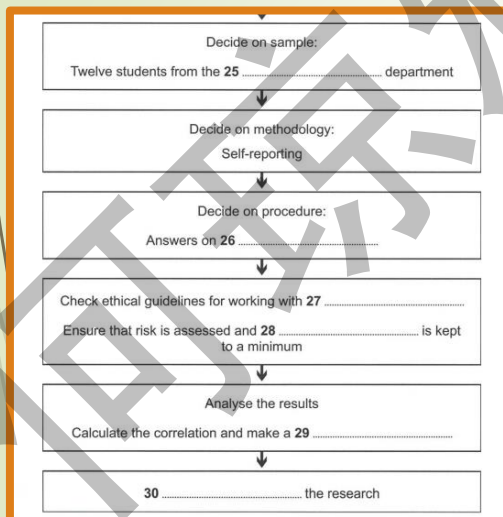 Decide on sample:
Twelve students from the 25 ........................................ department
Decide on methodology:
Self-reporting
Decide on procedure:
Answers on 26 ........................................
Check ethical guidelines for working with 27 ........................................
Ensure that risk is assessed and 28 ........................................ is kept
to a minimum
Analyse the results
Calculate the correlation and make a 29 ........................................
30 ........................................ the research